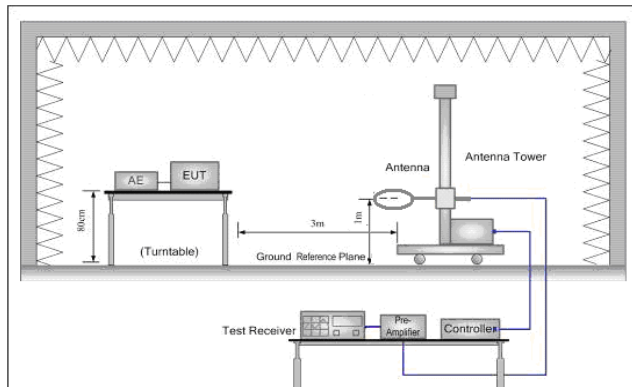 Antenna
Antenna Tower
AE
EUT
80cm
3m
1m
(Turntable)
Ground Reference Plane
Test Receiver
Pre-
Amplifier
Controller